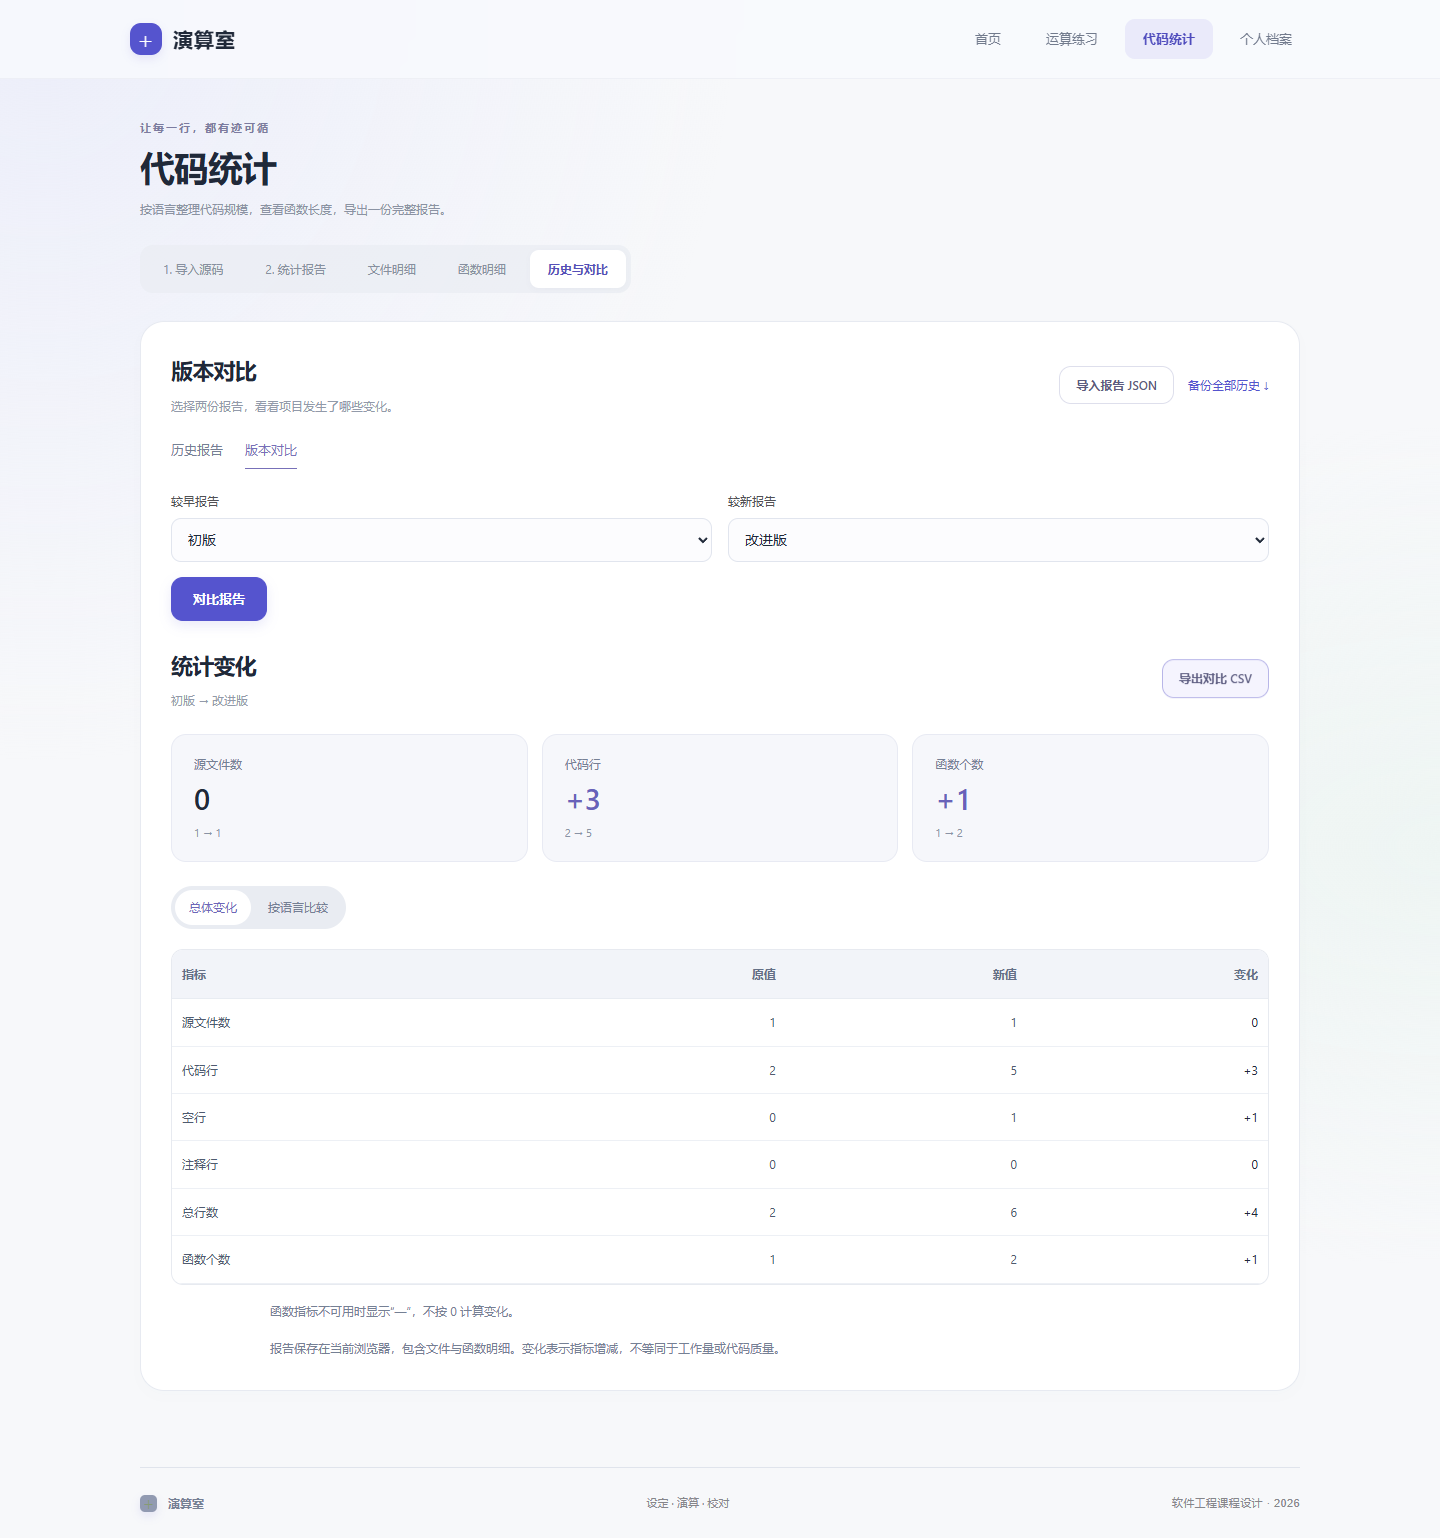 演算室
首页
运算练习
代码统计
个人档案
让每一行，都有迹可循
代码统计
按语言整理代码规模，查看函数长度，导出一份完整报告。
1. 导入源码
2. 统计报告
文件明细
函数明细
历史与对比
版本对比
选择两份报告，看看项目发生了哪些变化。
导入报告 JSON
备份全部历史 ↓
历史报告
版本对比
较早报告
较新报告
初版
改进版
对比报告
统计变化
初版 → 改进版
导出对比 CSV
源文件数
0
1 → 1
代码行
+3
2 → 5
函数个数
+1
1 → 2
总体变化
按语言比较
指标 原值 新值 变化
源文件数 1 1 0
代码行 2 5 +3
空行 0 1 +1
注释行 0 0 0
总行数 2 6 +4
函数个数 1 2 +1
函数指标不可用时显示“—”，不按 0 计算变化。
报告保存在当前浏览器，包含文件与函数明细。变化表示指标增减，不等同于工作量或代码质量。
演算室
设定 · 演算 · 校对
软件工程课程设计 · 2026